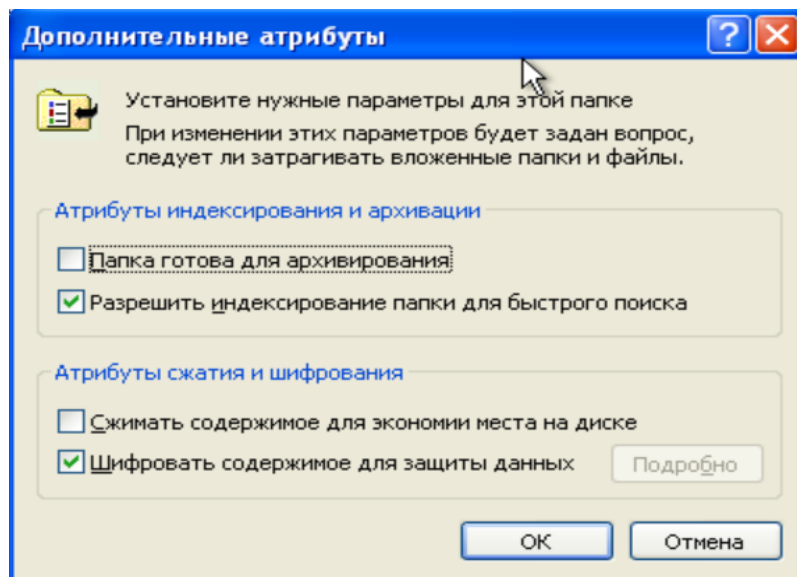 Дополнительные атрибуты
Установите нужные параметры для этой папке
При изменении этих параметров будет задан вопрос,
следует ли затрагивать вложенные папки и файлы.
Атрибуты индексирования и архивации
Папка готова для архивирования
Разрешить индексирование папки для быстрого поиска
Атрибуты сжатия и шифрования
Сжимать содержимое для экономии места на диске
Шифровать содержимое для защиты данных Подробно
ОК Отмена